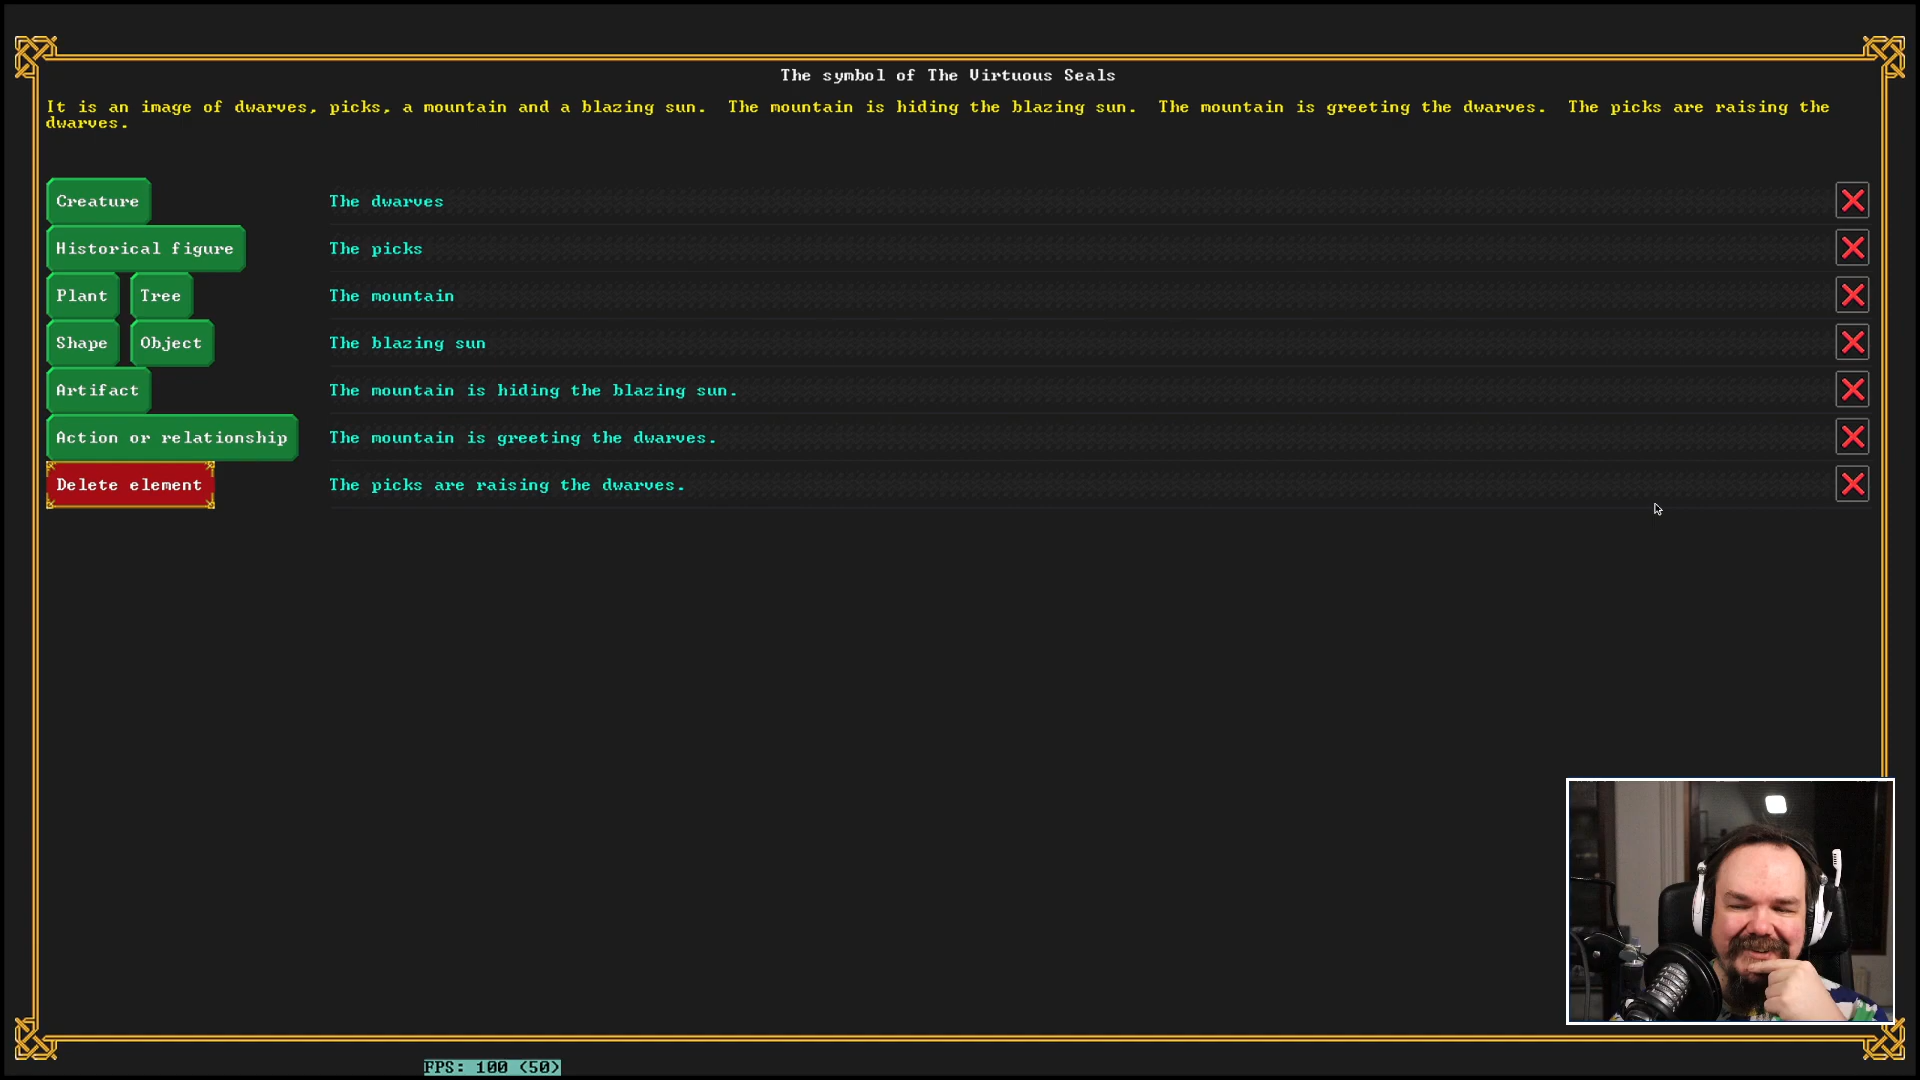 The symbol of The Virtuous Seals
It is an image of dwarves, picks, a mountain and a blazing sun.  The mountain is hiding the blazing sun.  The mountain is greeting the dwarves.  The picks are raising the
dwarves.
Creature The dwarves
Historical figure The picks
Plant Tree The mountain
Shape Object The blazing sun
Artifact The mountain is hiding the blazing sun.
Action or relationship The mountain is greeting the dwarves.
Delete element The picks are raising the dwarves.
FPS: 100 (50)